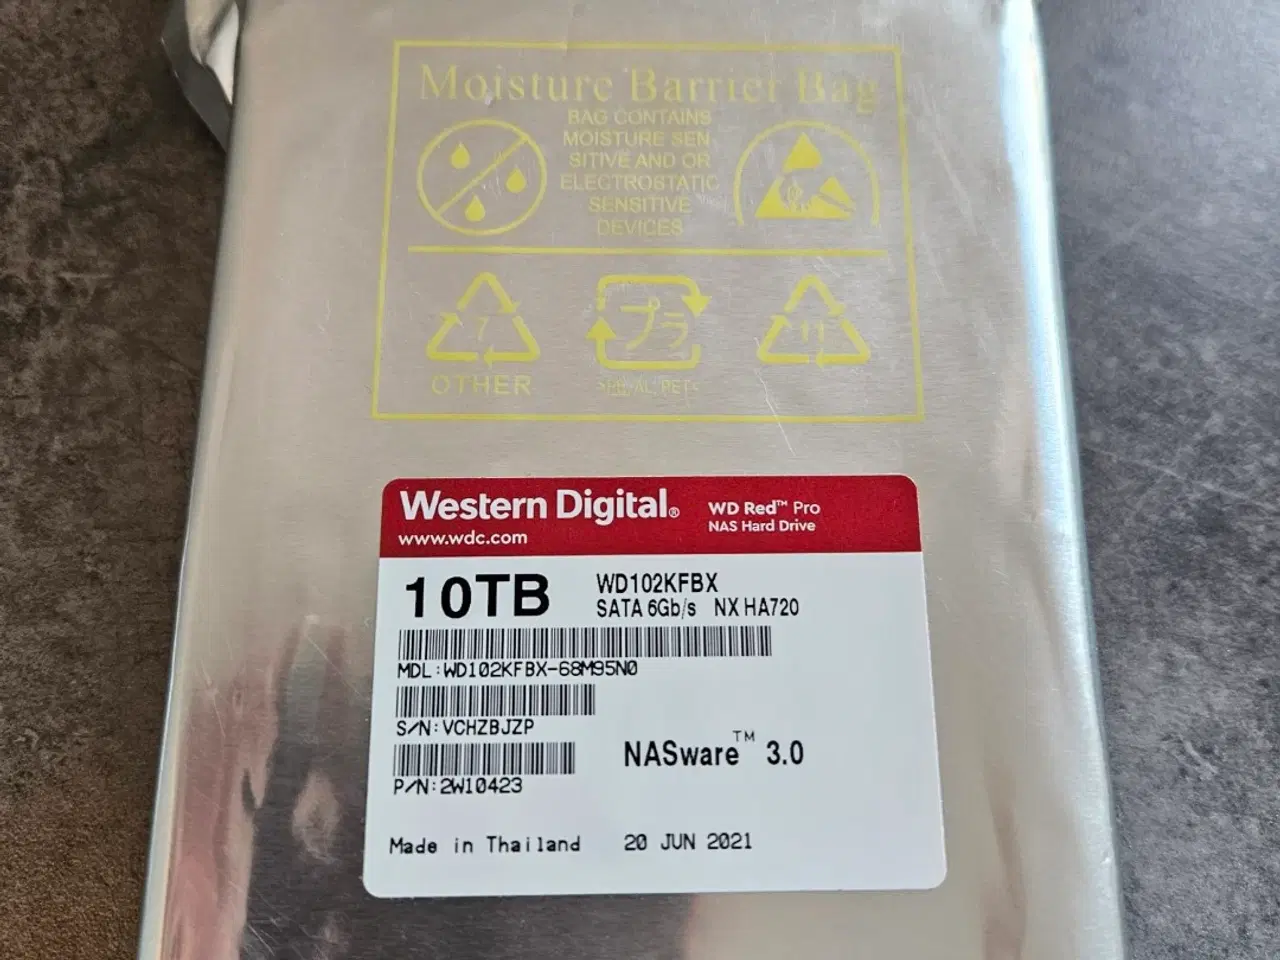 Moisture Barrier Bag
BAG CONTAINS
MOISTURE SEN
SITIVE AND OR
ELECTROSTATIC
SENSITIVE
DEVICES
7
プラ
OTHER
Western Digital®
WD Red™ Pro
NAS Hard Drive
www.wdc.com
10TB
WD102KFBX
SATA 6Gb/s NX HA720
MDL:WD102KFBX-68M95N0
S/N:VCHZBJZP
P/N:2W10423
NASware™ 3.0
Made in Thailand 20 JUN 2021